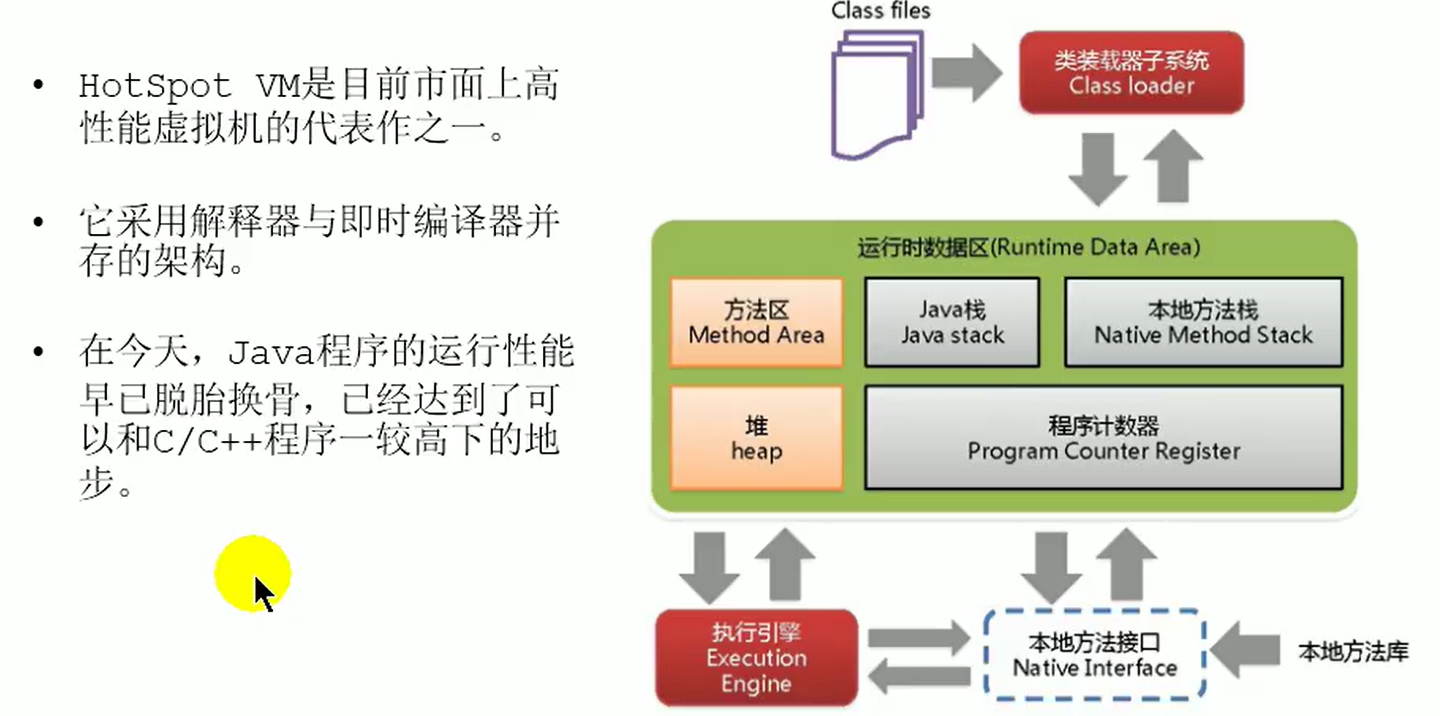 HotSpot VM是目前市面上高
性能虚拟机的代表作之一。
它采用解释器与即时编译器并
存的架构。
在今天，Java程序的运行性能
早已脱胎换骨，已经达到了可
以和C/C++程序一较高下的地
步。
Class files
类装载器子系统
Class loader
运行时数据区(Runtime Data Area)
方法区
Method Area
Java栈
Java stack
本地方法栈
Native Method Stack
堆
heap
程序计数器
Program Counter Register
执行引擎
Execution
Engine
本地方法接口
Native Interface
本地方法库